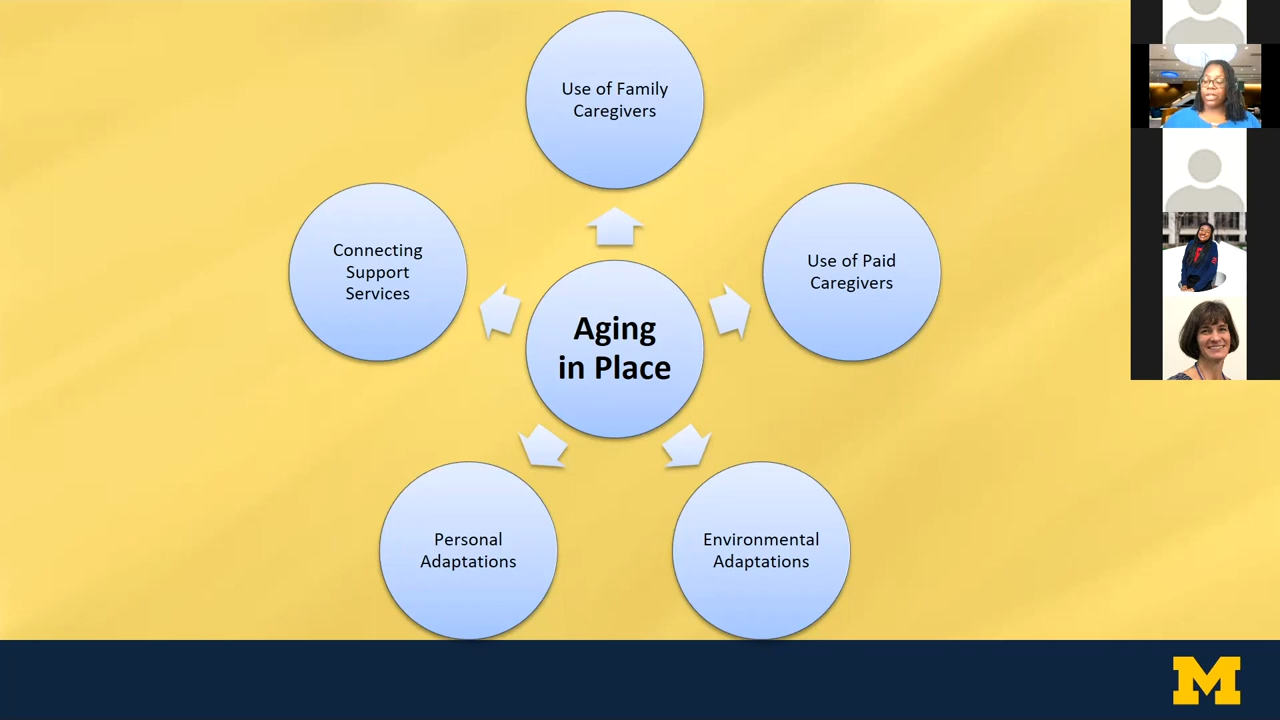 Use of Family
Caregivers
Connecting
Support
Services
Use of Paid
Caregivers
Aging
in Place
Personal
Adaptations
Environmental
Adaptations
M